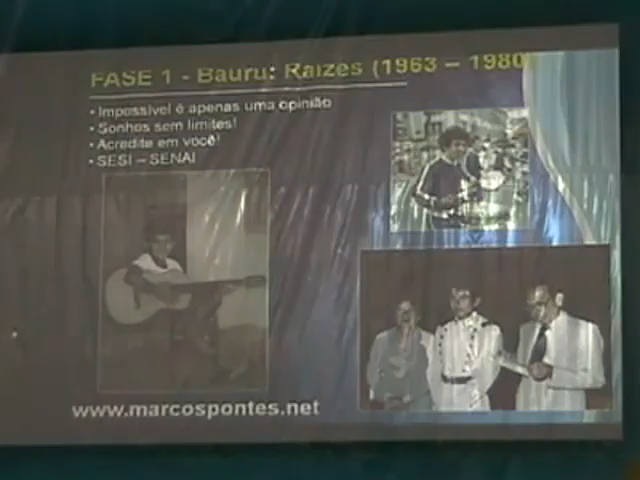 FASE 1 - Bauru: Raízes (1963 – 1980)
• Impossível é apenas uma opinião
• Sonhos sem limites!
• Acredite em você!
• SESI – SENAI
www.marcospontes.net